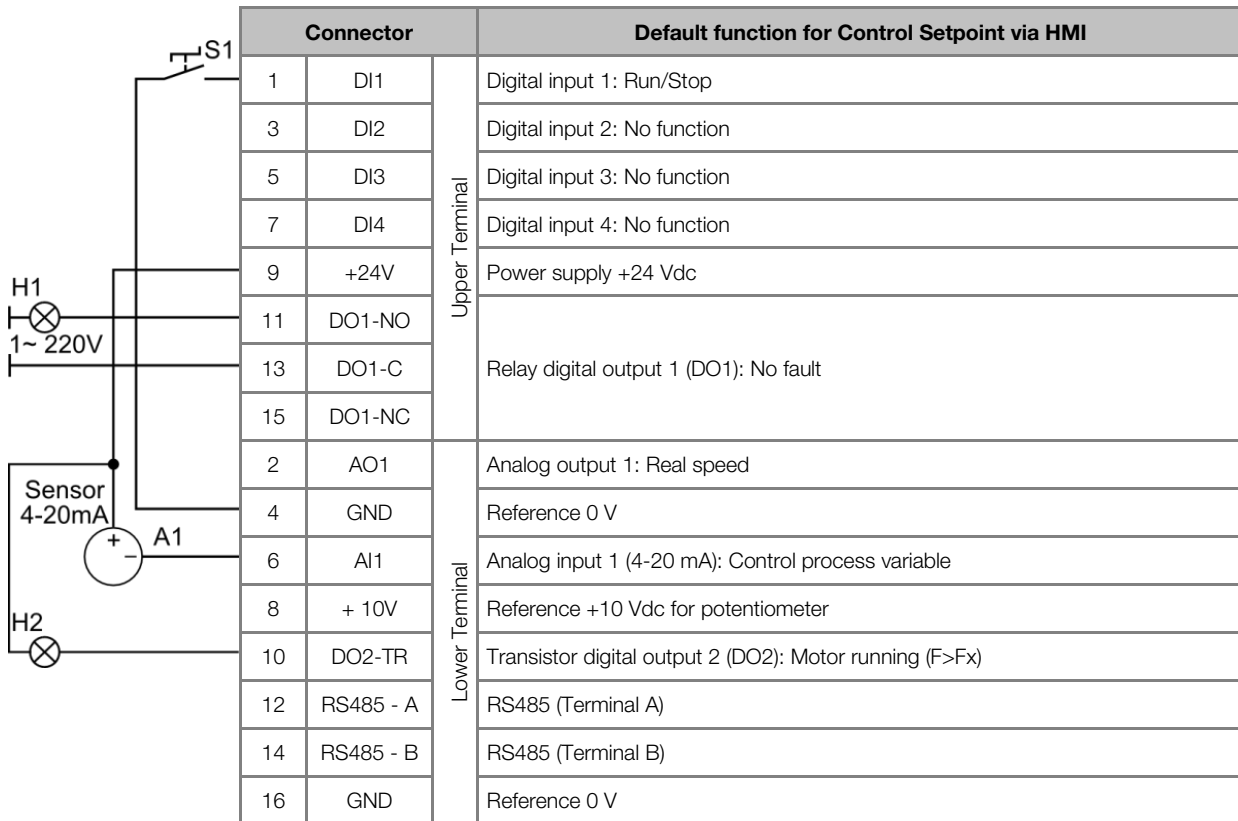 Connector Default function for Control Setpoint via HMI
S1
1 DI1 Digital input 1: Run/Stop
3 DI2 Digital input 2: No function
5 DI3 Digital input 3: No function
7 DI4 Digital input 4: No function
Upper Terminal
9 +24V Power supply +24 Vdc
H1
11 DO1-NO
1~ 220V
13 DO1-C Relay digital output 1 (DO1): No fault
15 DO1-NC
2 AO1 Analog output 1: Real speed
Sensor
4-20mA
4 GND Reference 0 V
+ − A1
6 AI1 Analog input 1 (4-20 mA): Control process variable
Lower Terminal
8 + 10V Reference +10 Vdc for potentiometer
H2
10 DO2-TR Transistor digital output 2 (DO2): Motor running (F>Fx)
12 RS485 - A RS485 (Terminal A)
14 RS485 - B RS485 (Terminal B)
16 GND Reference 0 V